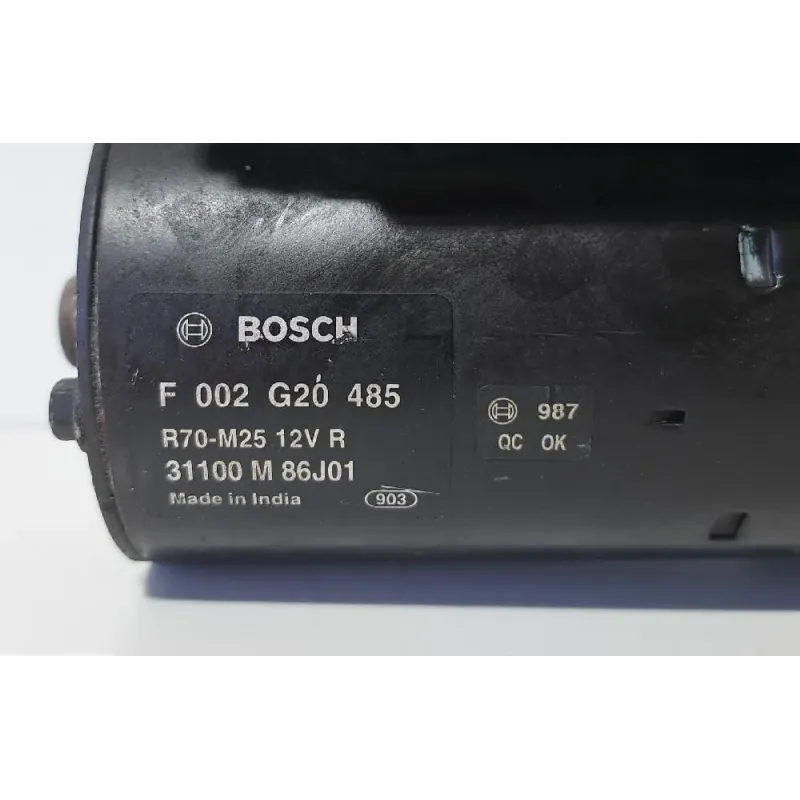 BOSCH
F 002 G20 485
R70-M25 12V R
31100 M 86J01
Made in India 903
987
QC OK